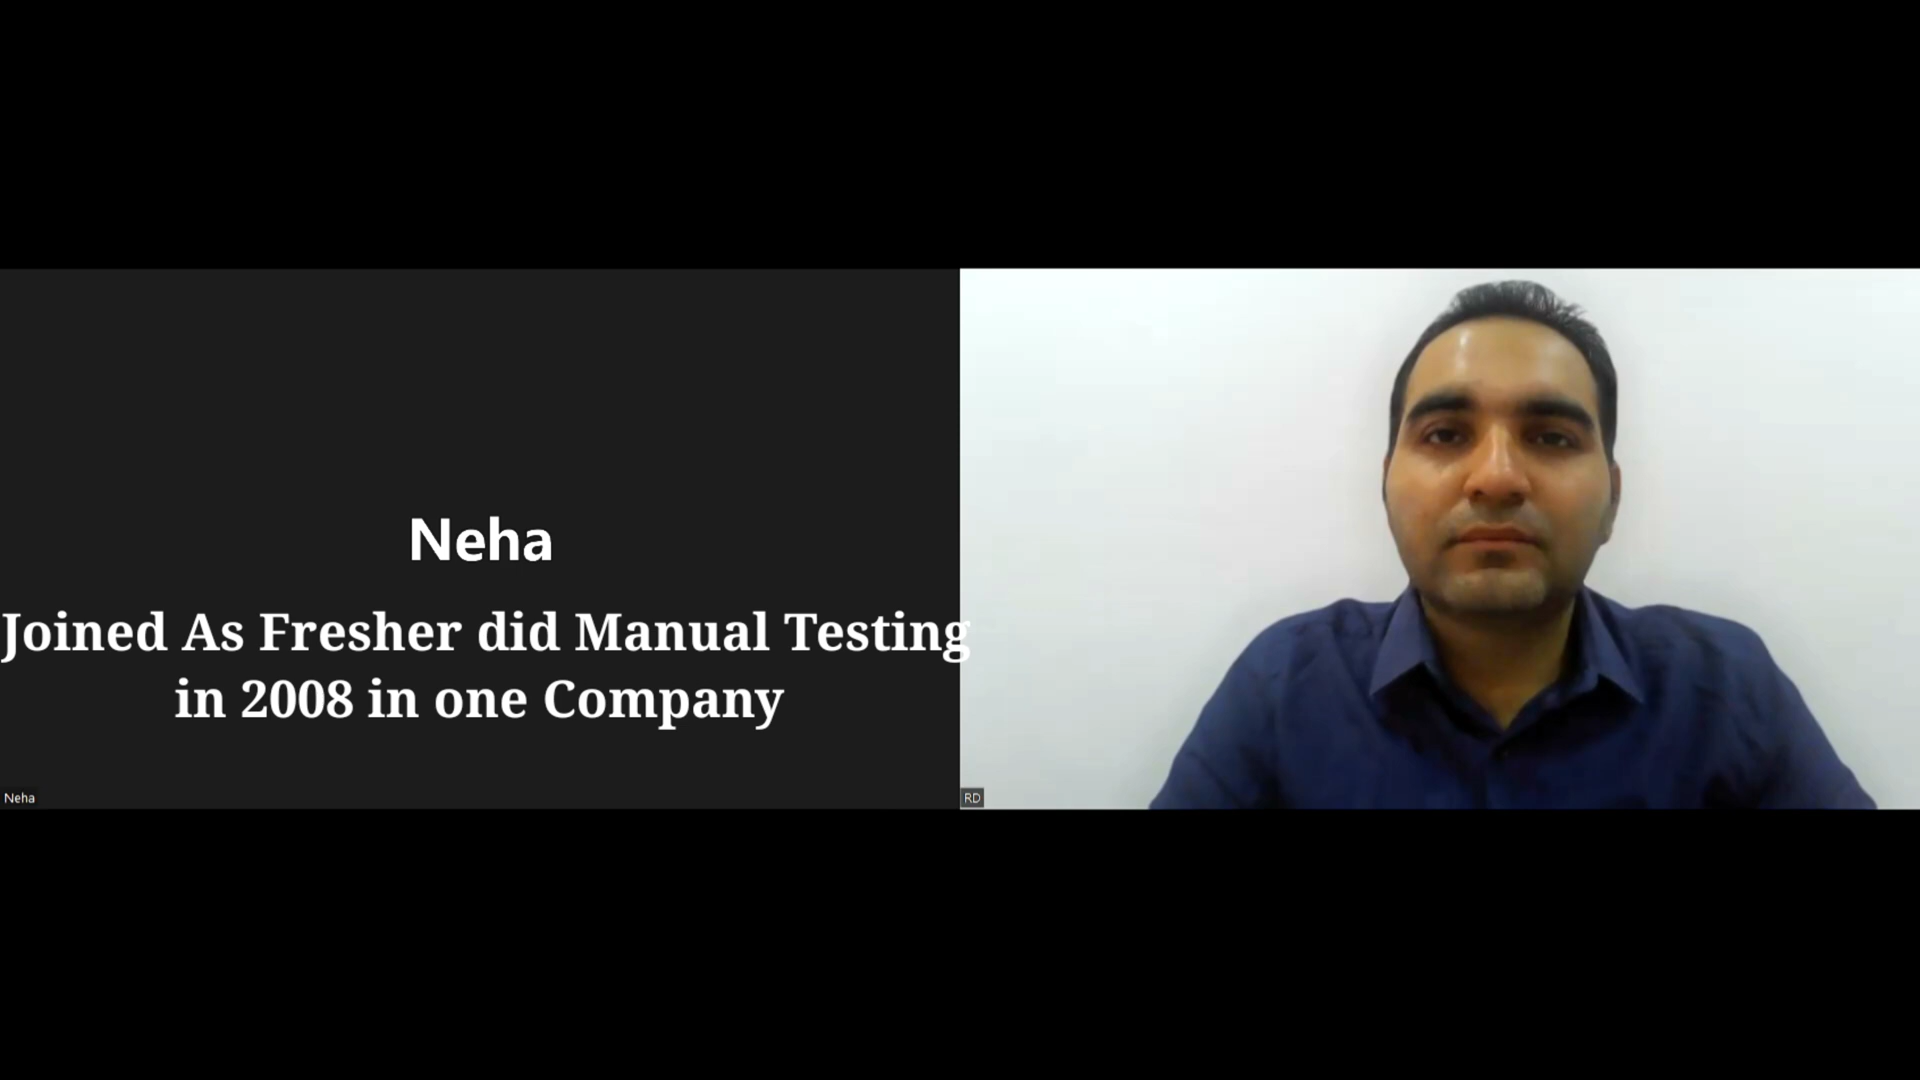 Neha
Joined As Fresher did Manual Testing
in 2008 in one Company
Neha
RD